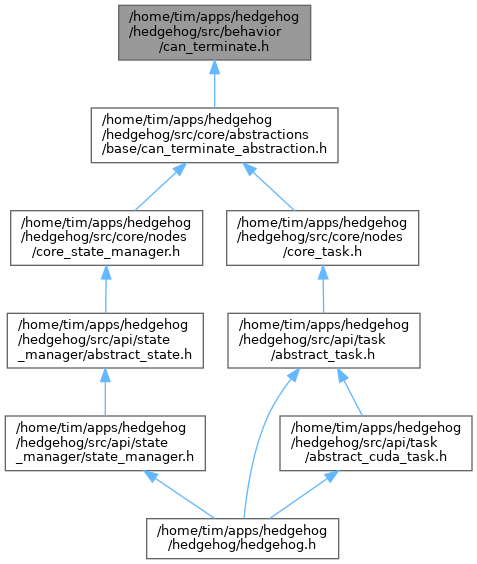 /home/tim/apps/hedgehog
/hedgehog/src/behavior
/can_terminate.h
/home/tim/apps/hedgehog
/hedgehog/src/core/abstractions
/base/can_terminate_abstraction.h
/home/tim/apps/hedgehog
/hedgehog/src/core/nodes
/core_state_manager.h
/home/tim/apps/hedgehog
/hedgehog/src/core/nodes
/core_task.h
/home/tim/apps/hedgehog
/hedgehog/src/api/state
_manager/abstract_state.h
/home/tim/apps/hedgehog
/hedgehog/src/api/task
/abstract_task.h
/home/tim/apps/hedgehog
/hedgehog/src/api/state
_manager/state_manager.h
/home/tim/apps/hedgehog
/hedgehog/src/api/task
/abstract_cuda_task.h
/home/tim/apps/hedgehog
/hedgehog/hedgehog.h